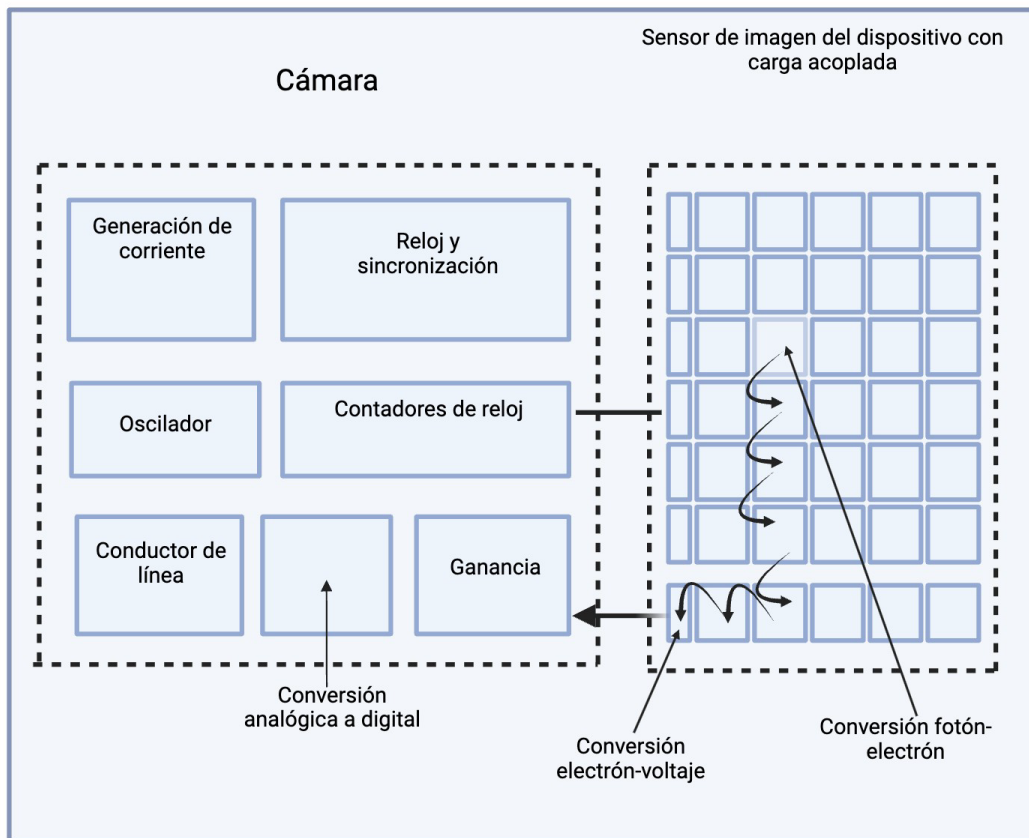 Sensor de imagen del dispositivo con
carga acoplada
Cámara
Generación de
corriente
Reloj y
sincronización
Oscilador
Contadores de reloj
Conductor de
línea
Ganancia
Conversión
analógica a digital
Conversión
electrón-voltaje
Conversión fotón-
electrón